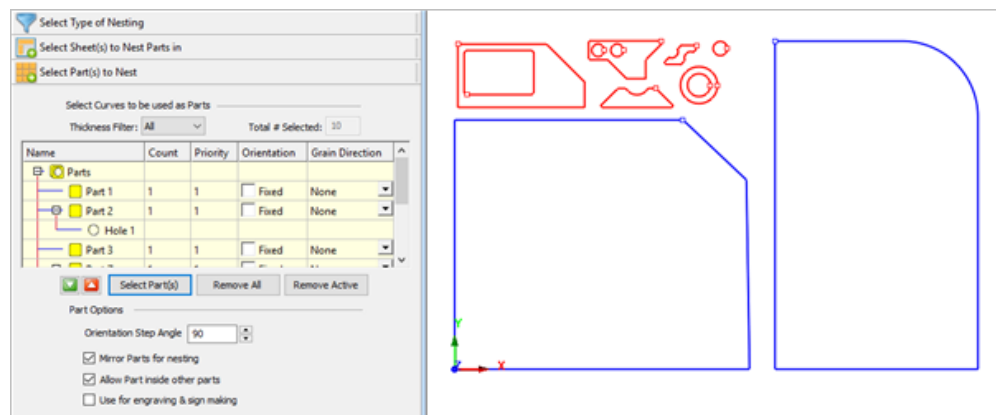 Select Type of Nesting
Select Sheet(s) to Nest Parts in
Select Part(s) to Nest
Select Curves to be used as Parts
Thickness Filter: All Total # Selected: 10
Name Count Priority Orientation Grain Direction
Parts
Part 1 1 1 Fixed None
Part 2 1 1 Fixed None
Hole 1
Part 3 1 1 Fixed None
Select Part(s) Remove All Remove Active
Part Options
Orientation Step Angle 90
Mirror Parts for nesting
Allow Part inside other parts
Use for engraving & sign making
Y
Z X